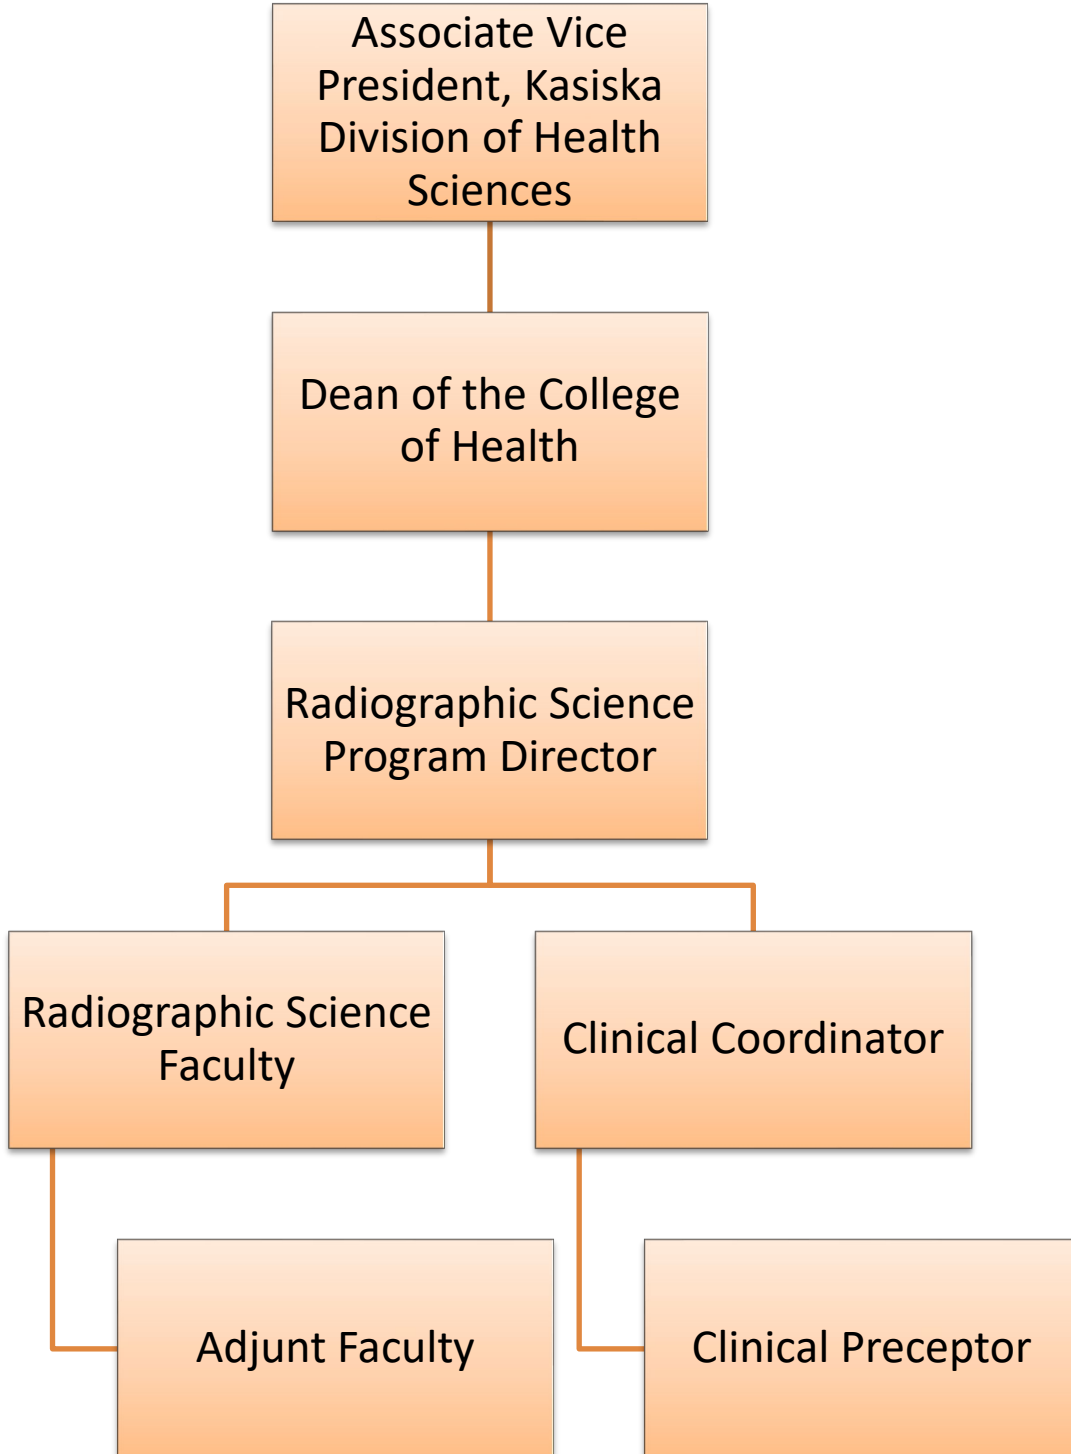 Associate Vice
President, Kasiska
Division of Health
Sciences
Dean of the College
of Health
Radiographic Science
Program Director
Radiographic Science
Faculty
Clinical Coordinator
Adjunt Faculty
Clinical Preceptor